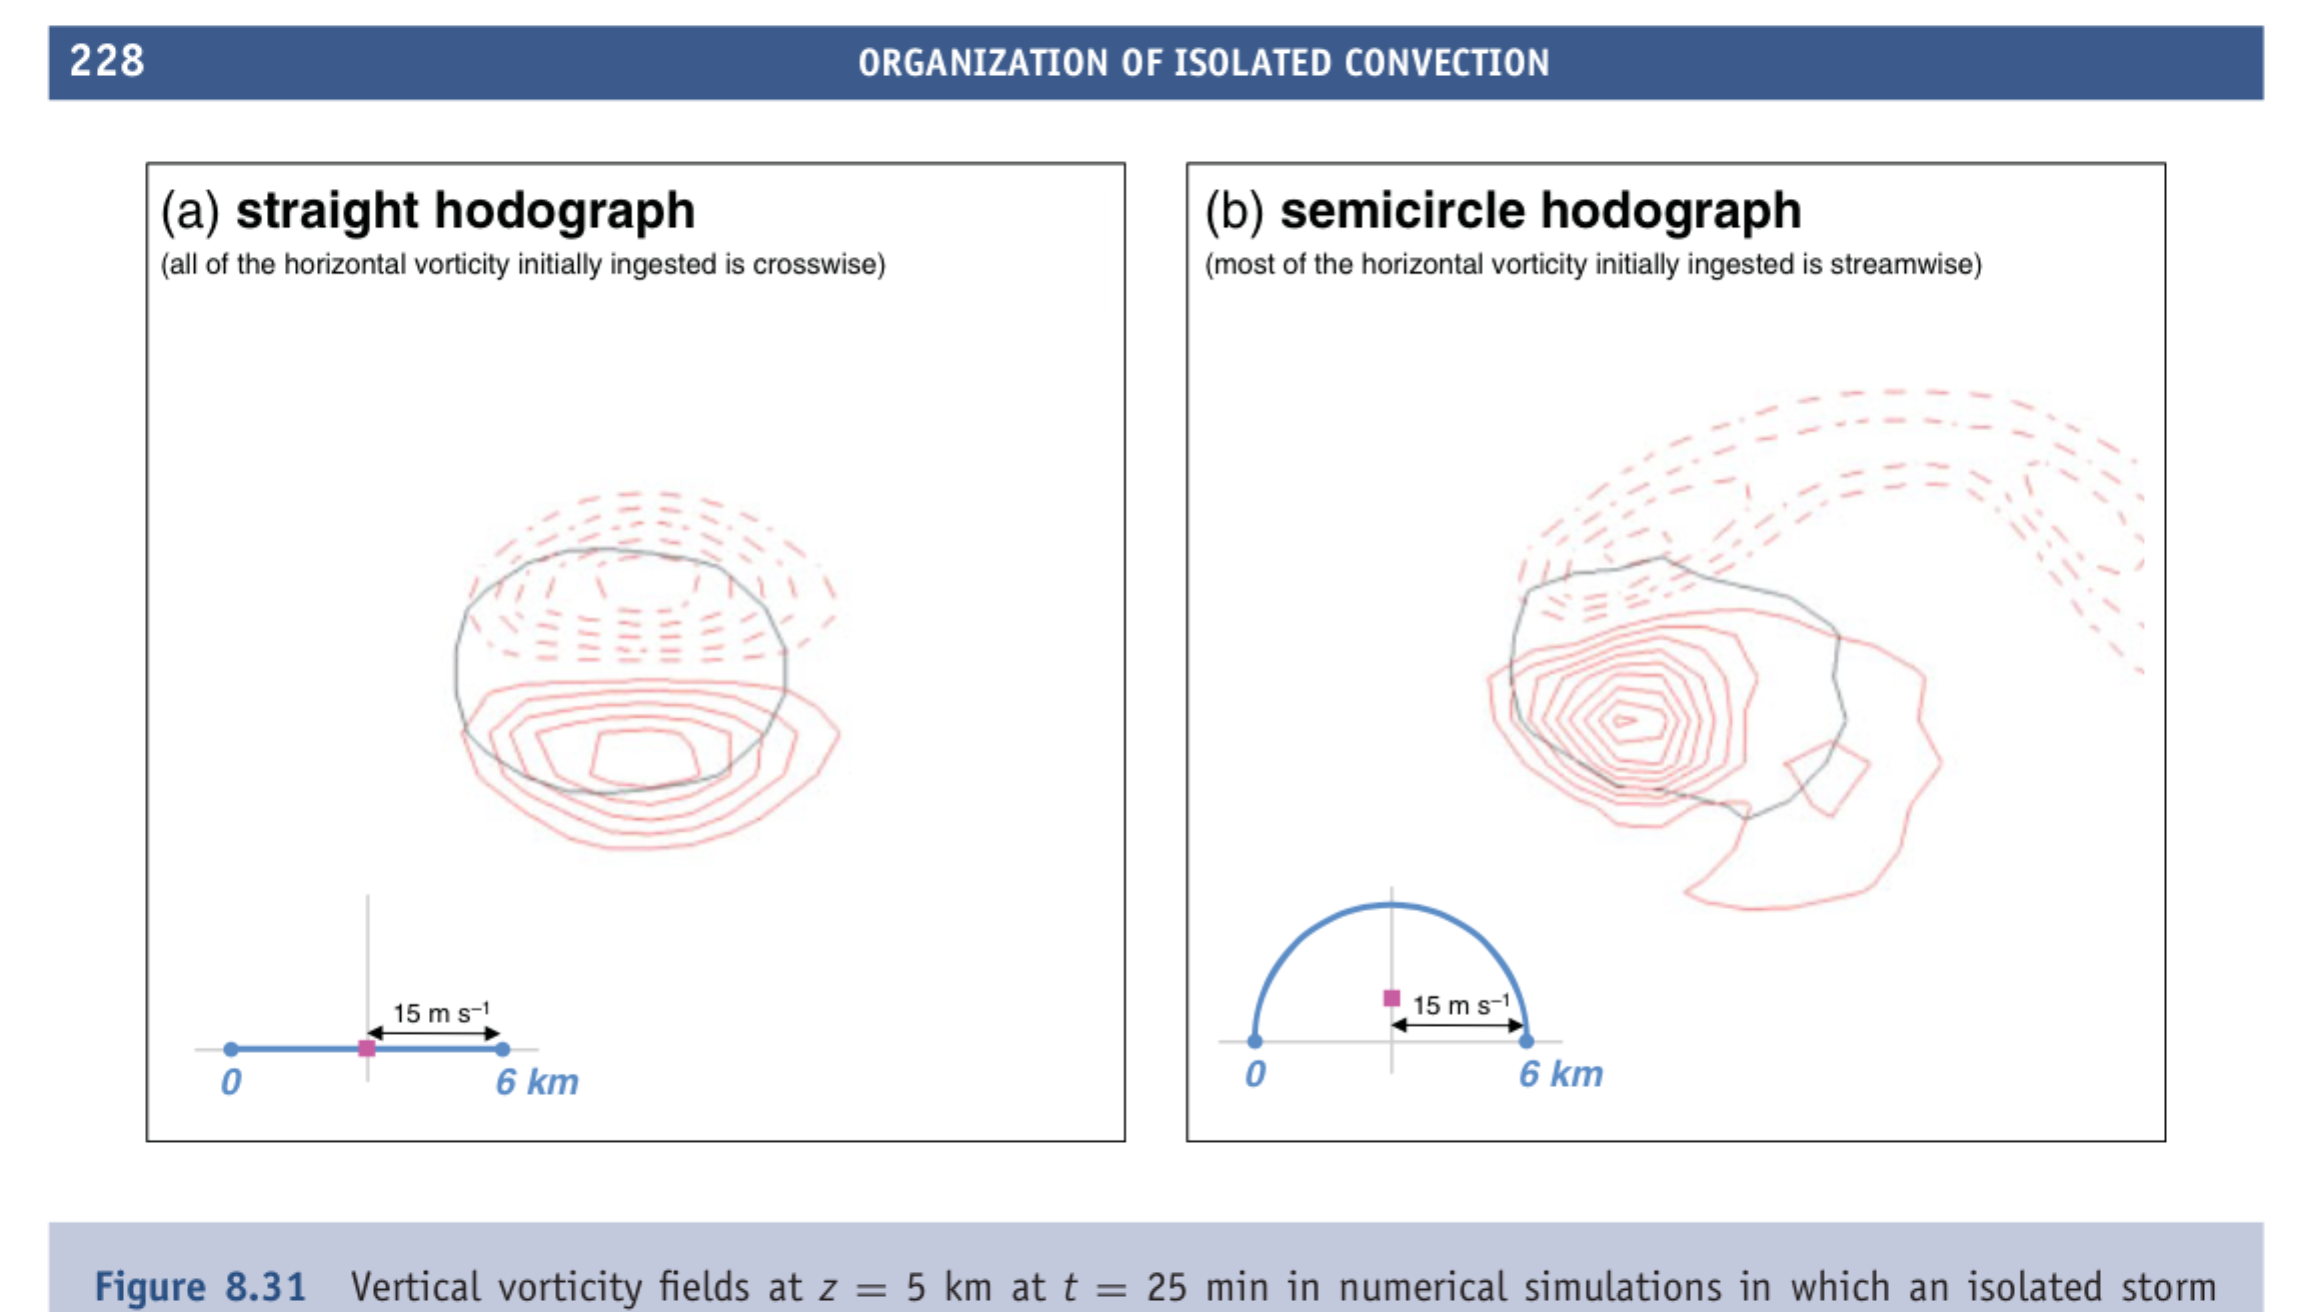 228
ORGANIZATION OF ISOLATED CONVECTION
(a) straight hodograph
(all of the horizontal vorticity initially ingested is crosswise)
15 m s⁻¹
0
6 km
(b) semicircle hodograph
(most of the horizontal vorticity initially ingested is streamwise)
15 m s⁻¹
0
6 km
Figure 8.31 Vertical vorticity fields at z = 5 km at t = 25 min in numerical simulations in which an isolated storm